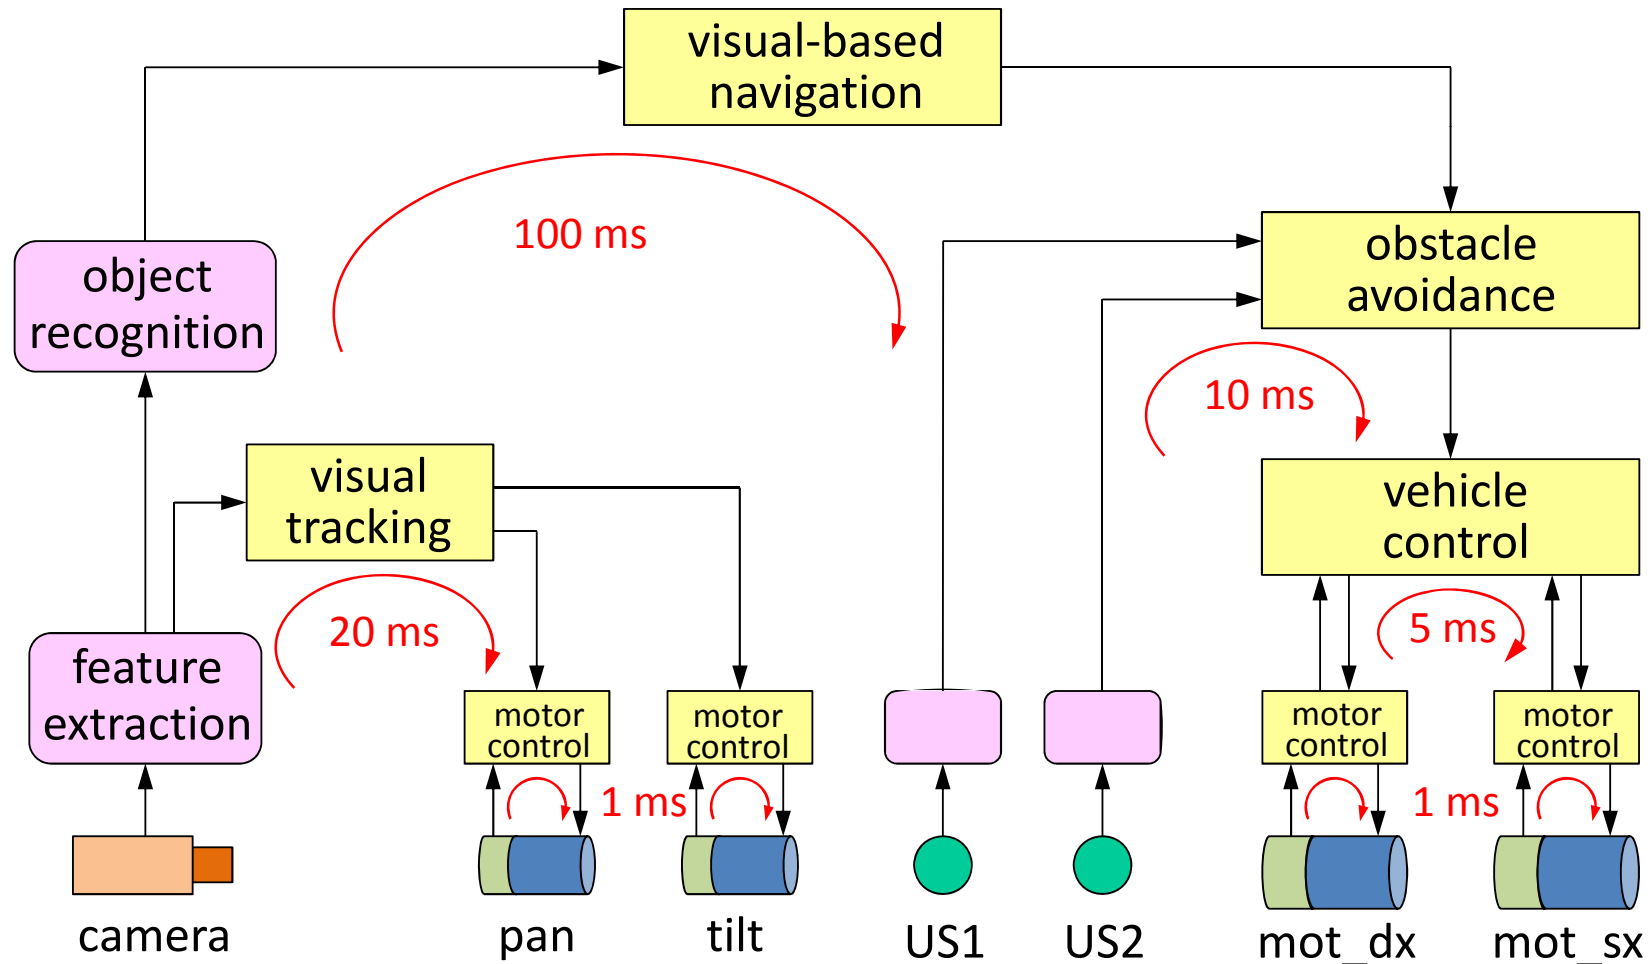 visual-based
navigation
100 ms
object
recognition
obstacle
avoidance
10 ms
visual
tracking
vehicle
control
20 ms
5 ms
feature
extraction
motor
control
motor
control
motor
control
motor
control
1 ms
1 ms
camera
pan
tilt
US1
US2
mot_dx
mot_sx